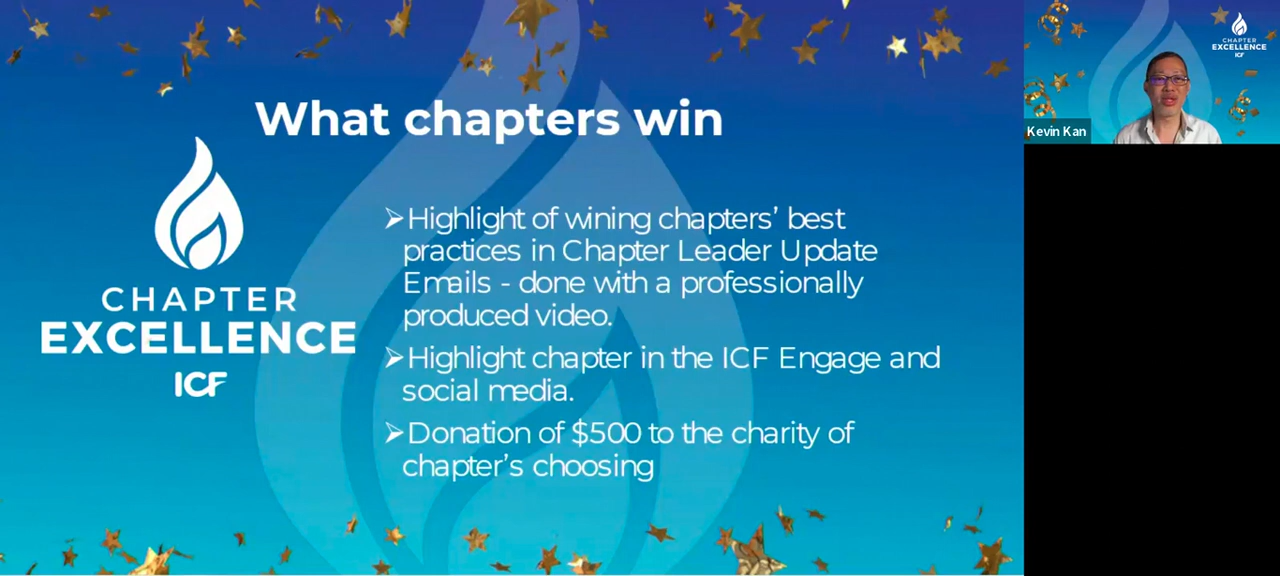 What chapters win
CHAPTER
EXCELLENCE
ICF
➢Highlight of wining chapters’ best
practices in Chapter Leader Update
Emails - done with a professionally
produced video.
➢Highlight chapter in the ICF Engage and
social media.
➢Donation of $500 to the charity of
chapter’s choosing
CHAPTER
EXCELLENCE
ICF
Kevin Kan